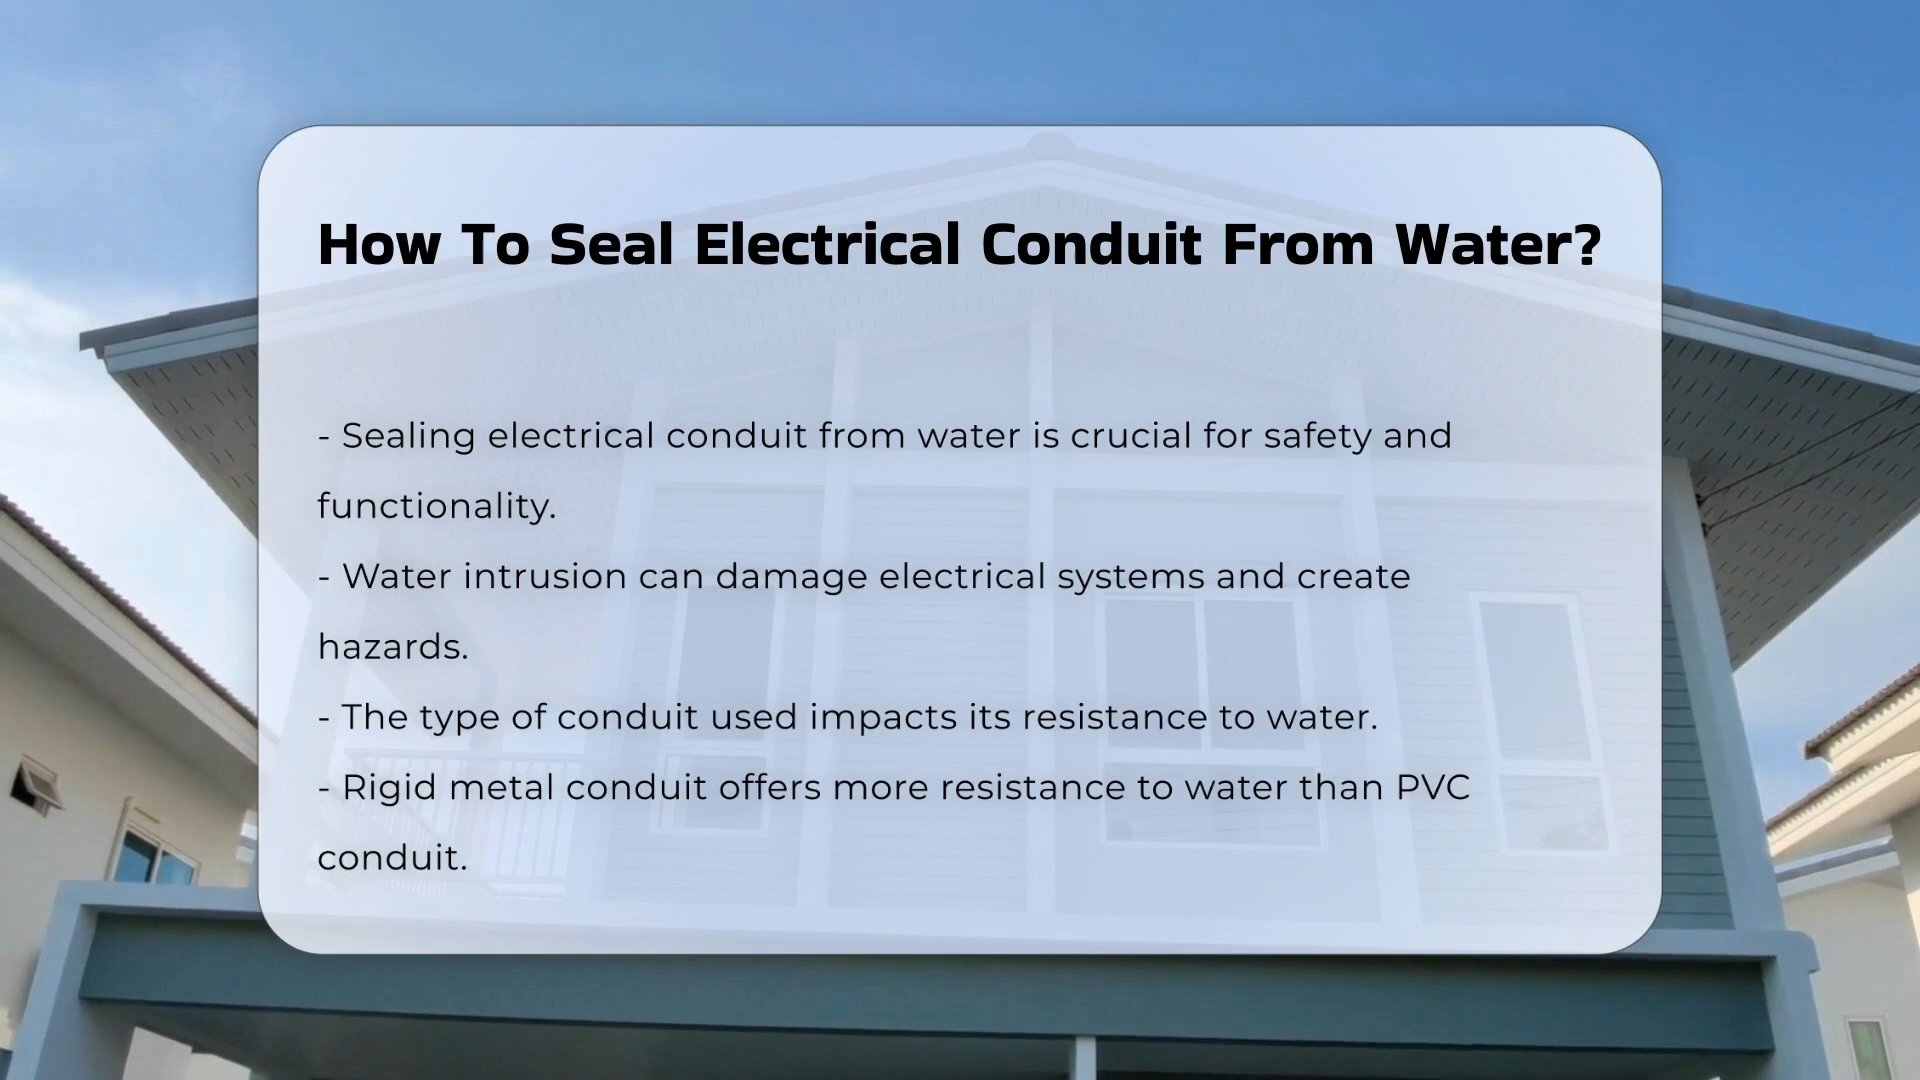 How To Seal Electrical Conduit From Water?
- Sealing electrical conduit from water is crucial for safety and
functionality.
- Water intrusion can damage electrical systems and create
hazards.
- The type of conduit used impacts its resistance to water.
- Rigid metal conduit offers more resistance to water than PVC
conduit.